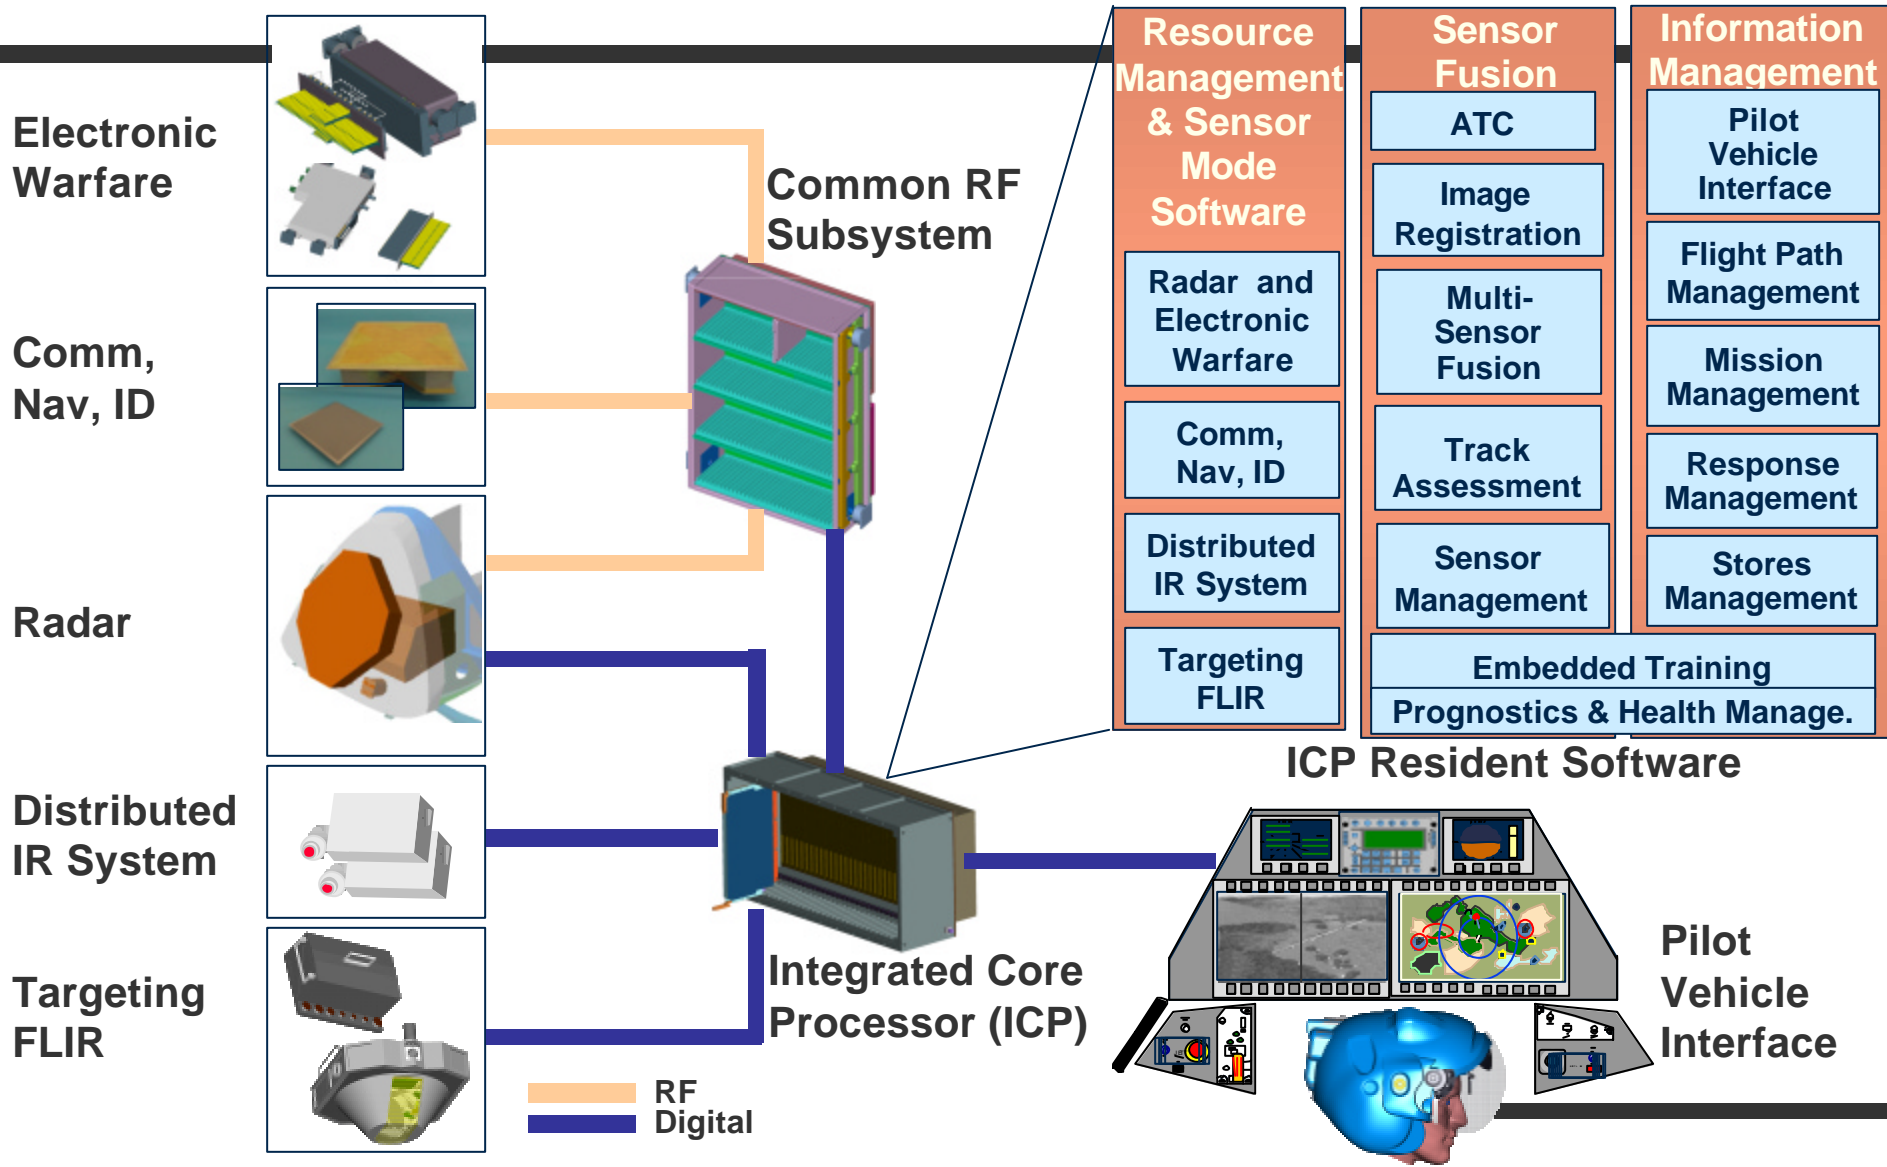 Electronic
Warfare
Comm,
Nav, ID
Radar
Distributed
IR System
Targeting
FLIR
Common RF
Subsystem
Integrated Core
Processor (ICP)
RF
Digital
Resource
Management
& Sensor
Mode
Software
Radar and
Electronic
Warfare
Comm,
Nav, ID
Distributed
IR System
Targeting
FLIR
Sensor
Fusion
ATC
Image
Registration
Multi-
Sensor
Fusion
Track
Assessment
Sensor
Management
Information
Management
Pilot
Vehicle
Interface
Flight Path
Management
Mission
Management
Response
Management
Stores
Management
Embedded Training
Prognostics & Health Manage.
ICP Resident Software
Pilot
Vehicle
Interface